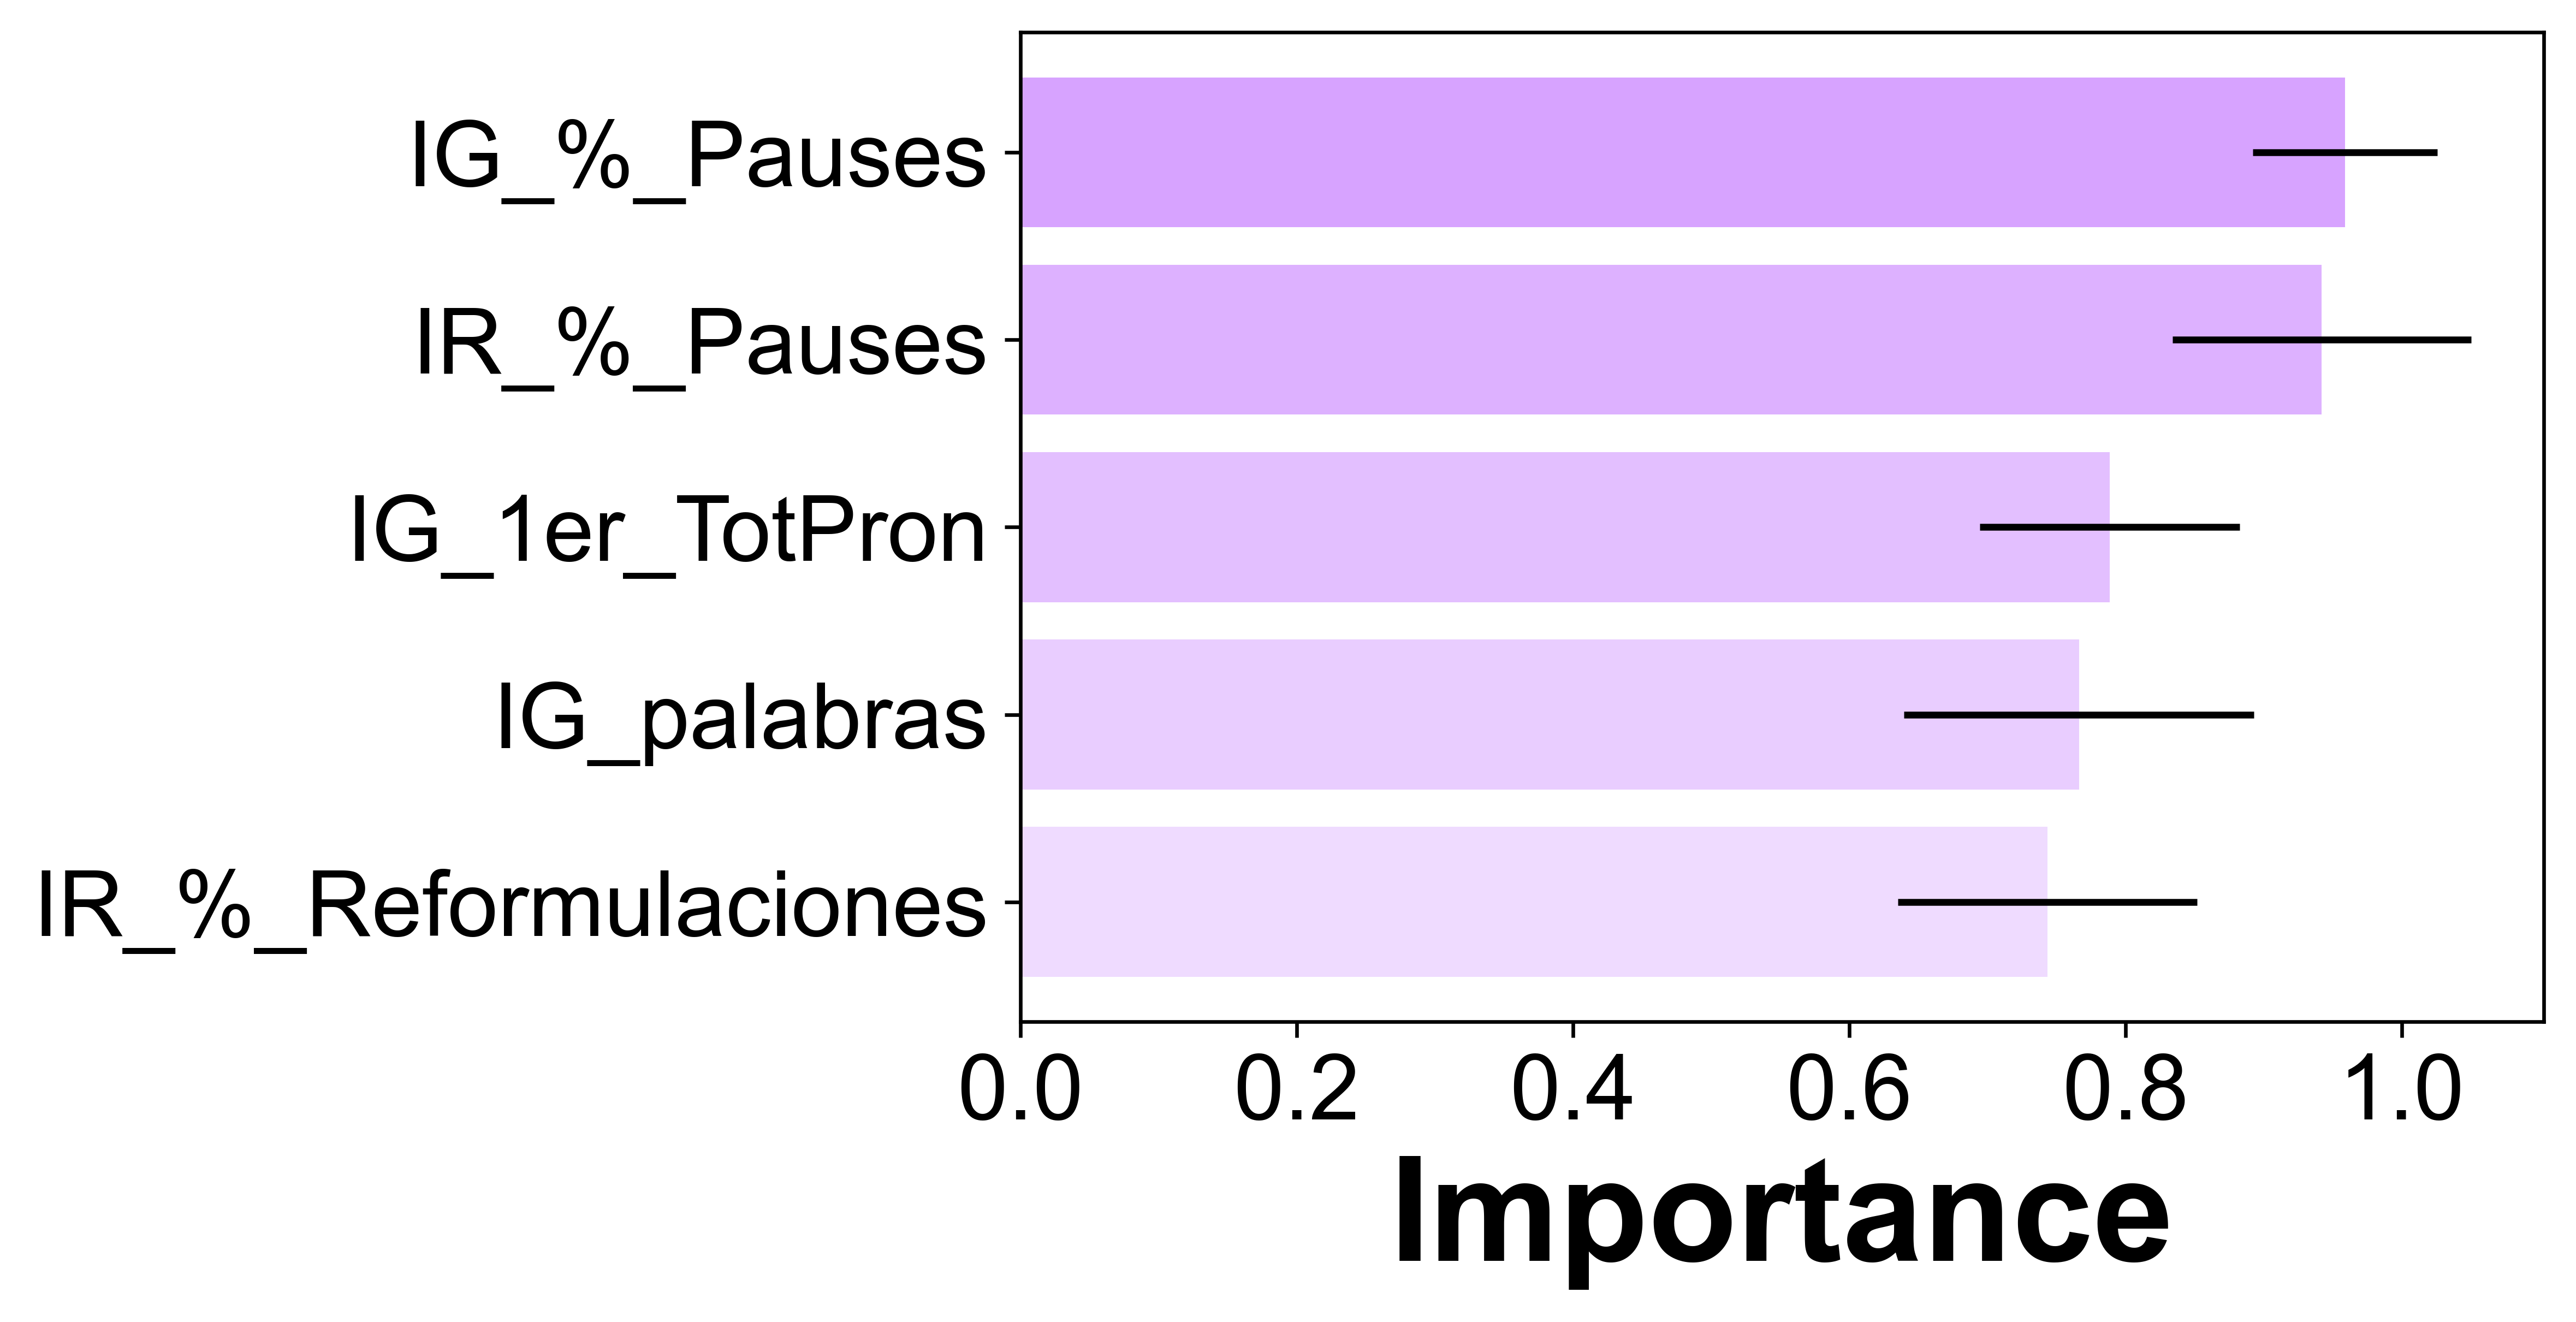 IG_%_Pauses
IR_%_Pauses
IG_1er_TotPron
IG_palabras
IR_%_Reformulaciones
0.0 0.2 0.4 0.6 0.8 1.0
Importance